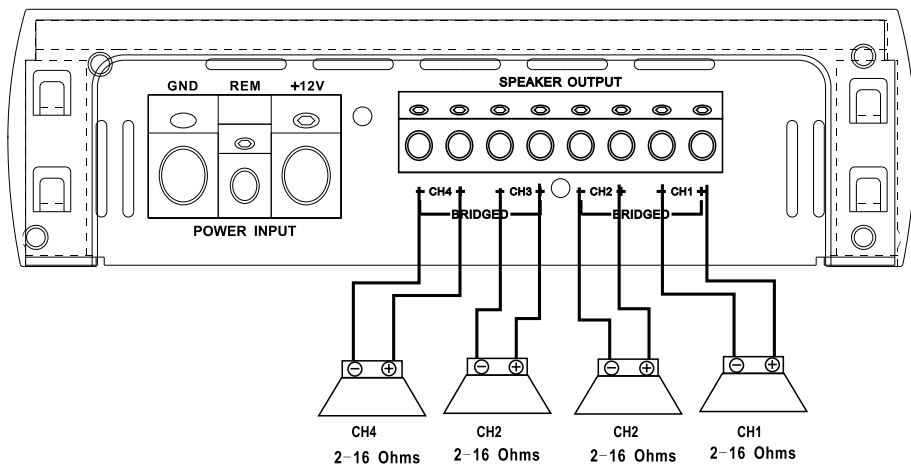 GND REM +12V
SPEAKER OUTPUT
CH4 + + CH3 + CH2 + CH1 +
BRIDGED BRIDGED
POWER INPUT
− + − + − + − +
CH4 CH2 CH2 CH1
2–16 Ohms 2–16 Ohms 2–16 Ohms 2–16 Ohms